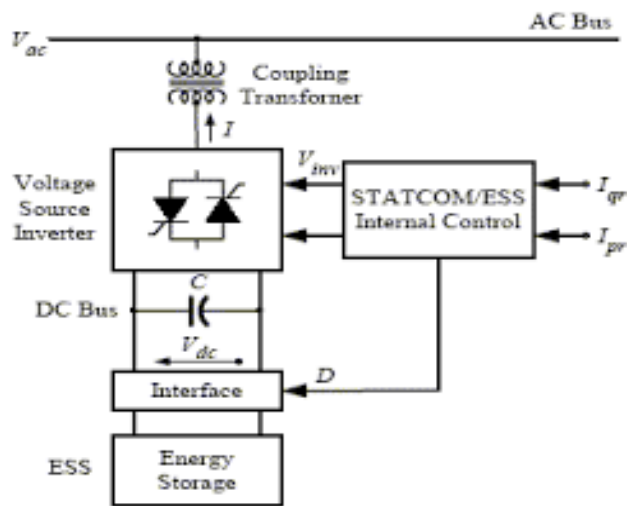 AC Bus
V_ac
Coupling
Transforner
I
Voltage
Source
Inverter
V_inv
STATCOM/ESS
Internal Control
I_qr
I_pr
C
DC Bus
V_dc
Interface
D
ESS
Energy
Storage